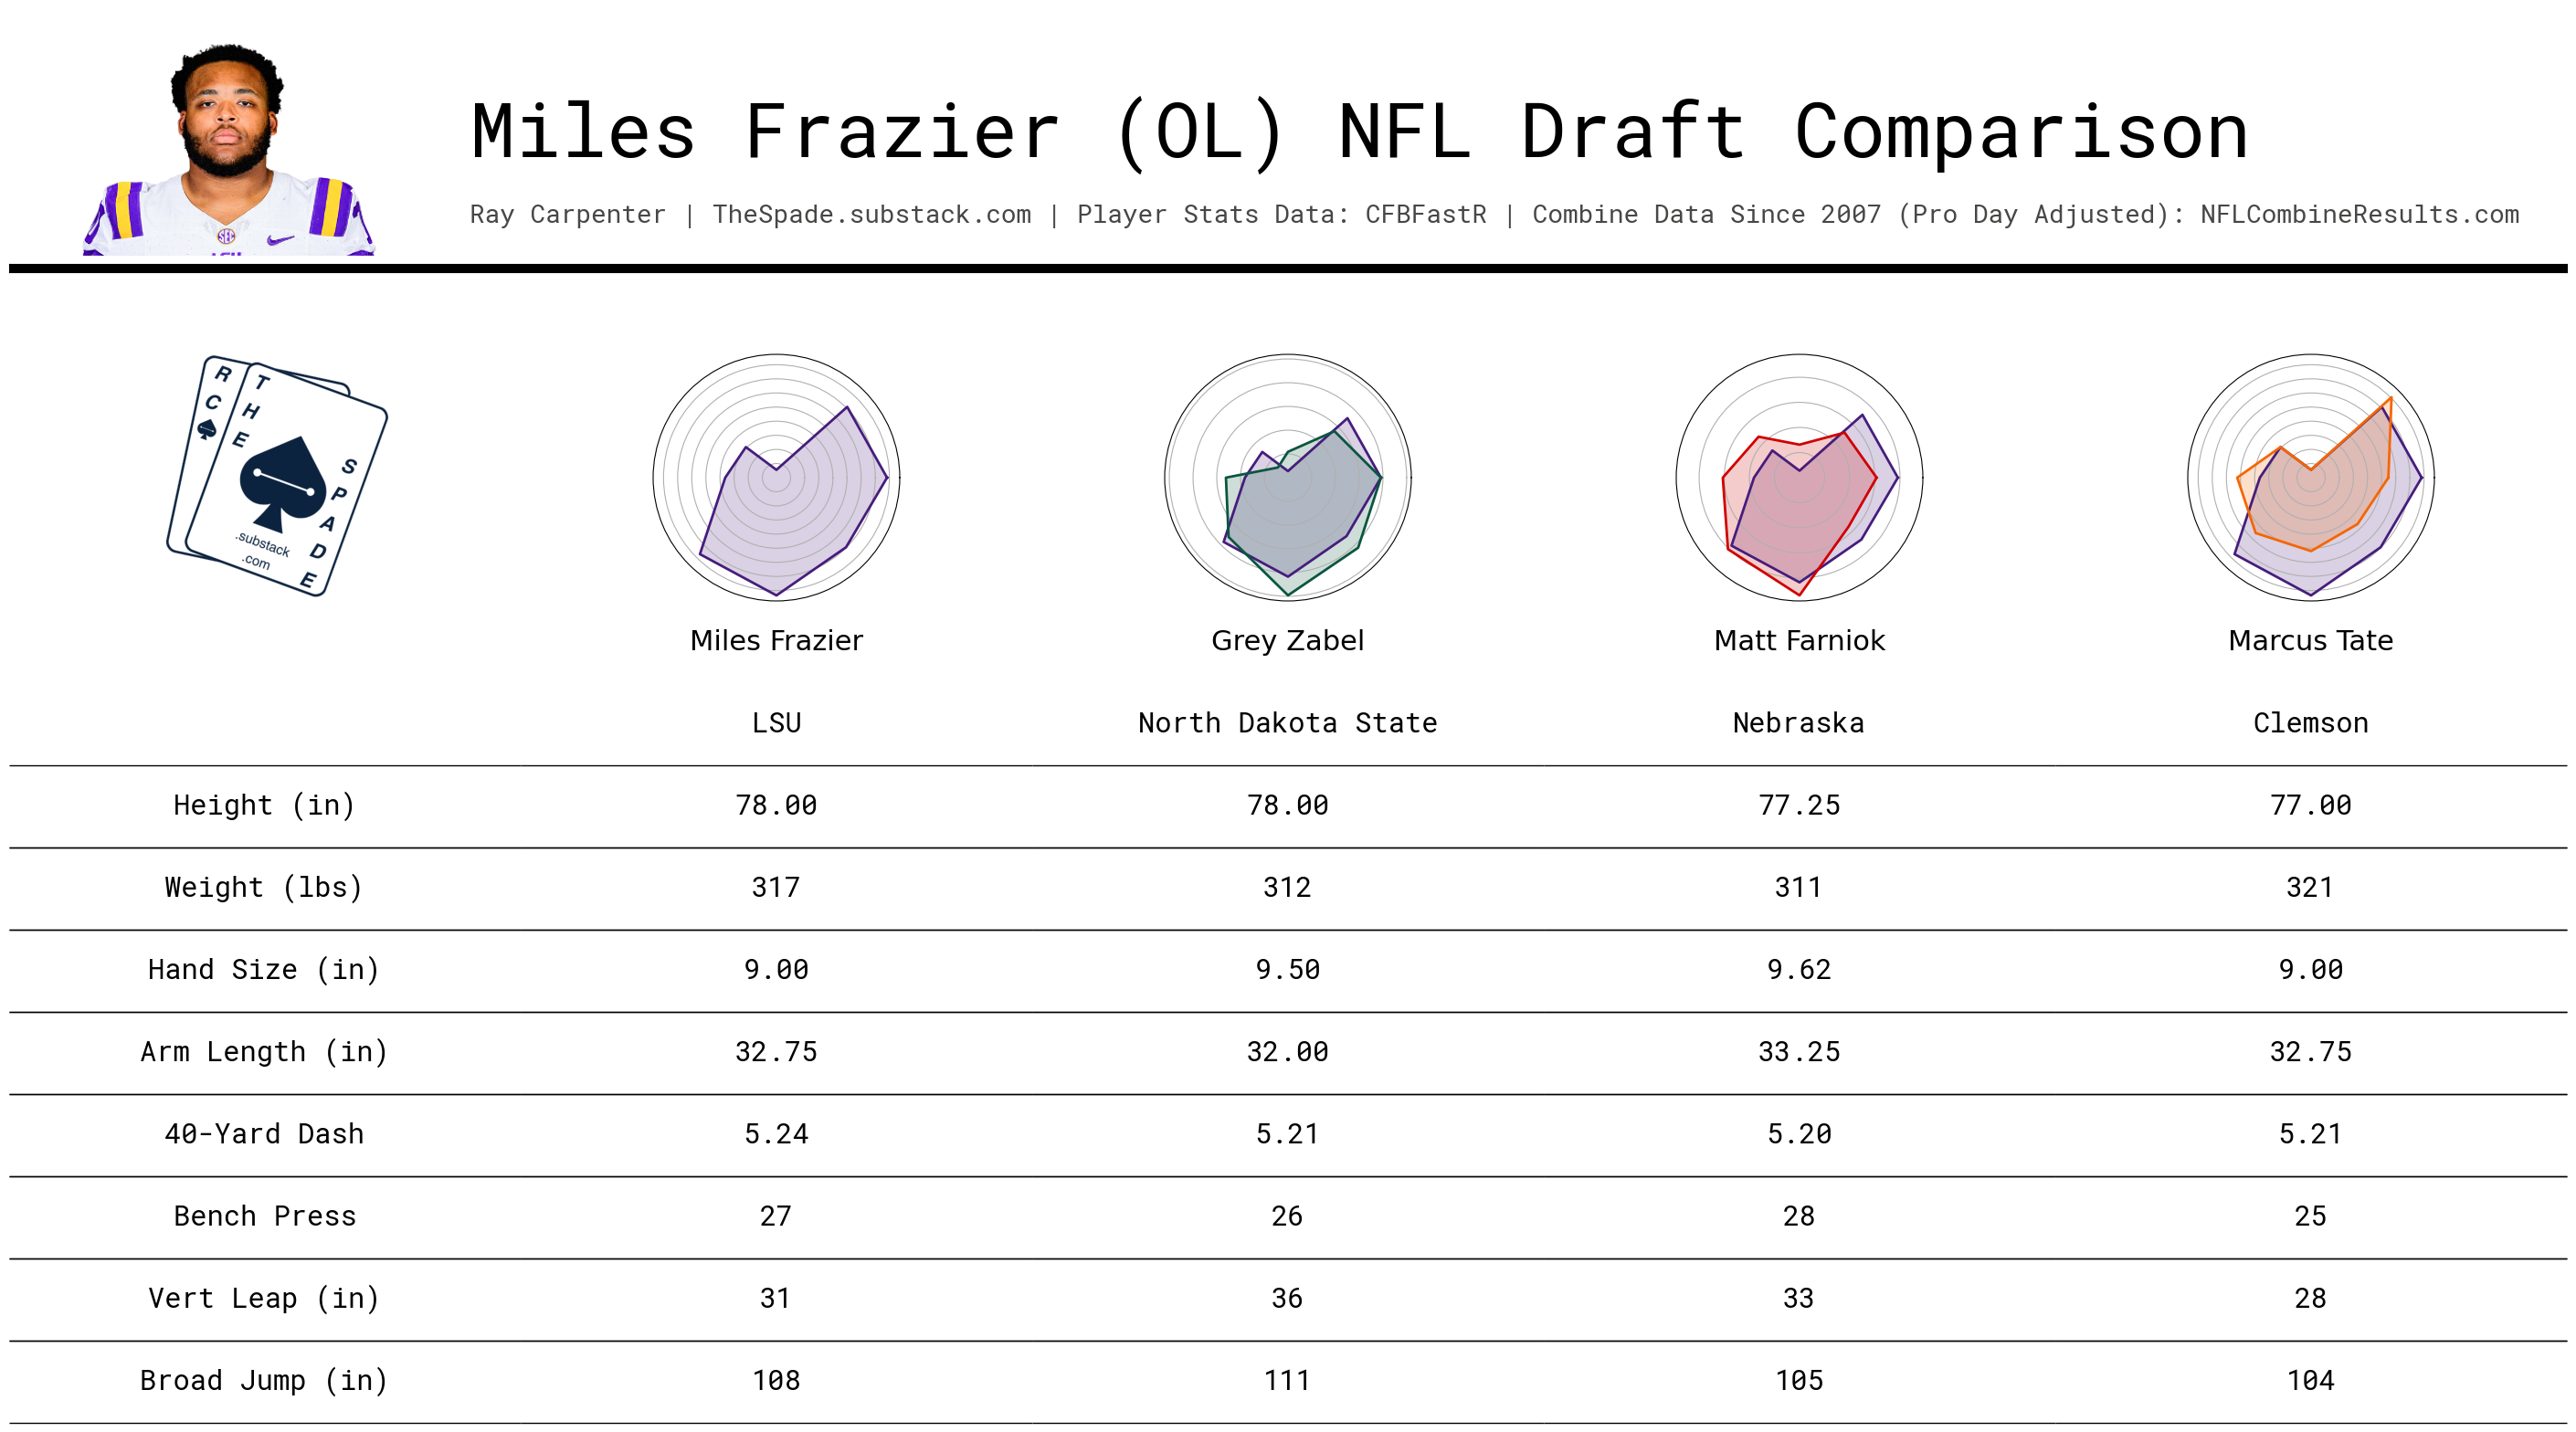 Miles Frazier (OL) NFL Draft Comparison
Ray Carpenter | TheSpade.substack.com | Player Stats Data: CFBFastR | Combine Data Since 2007 (Pro Day Adjusted): NFLCombineResults.com
SEC
R C
THE
SPADE
.substack
.com
Miles Frazier Grey Zabel Matt Farniok Marcus Tate
LSU North Dakota State Nebraska Clemson
Height (in) 78.00 78.00 77.25 77.00
Weight (lbs) 317 312 311 321
Hand Size (in) 9.00 9.50 9.62 9.00
Arm Length (in) 32.75 32.00 33.25 32.75
40-Yard Dash 5.24 5.21 5.20 5.21
Bench Press 27 26 28 25
Vert Leap (in) 31 36 33 28
Broad Jump (in) 108 111 105 104